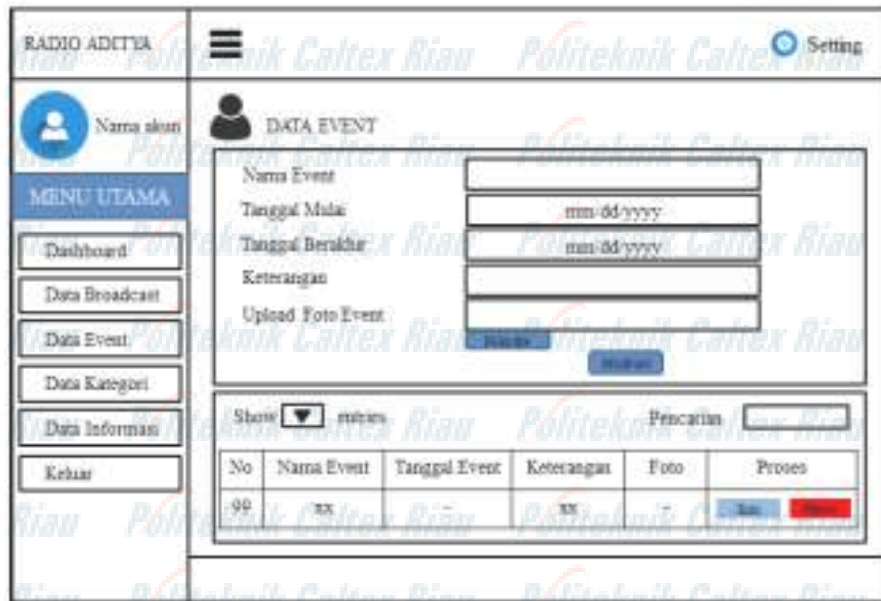 RADIO ADITYA
Setting
Nama akun
DATA EVENT
MENU UTAMA
Dashboard
Data Broadcast
Data Event
Data Kategori
Data Informasi
Keluar
Nama Event
Tanggal Mulai mm/dd/yyyy
Tanggal Berakhir mm/dd/yyyy
Keterangan
Upload Foto Event
Show entries Pencarian
No Nama Event Tanggal Event Keterangan Foto Proses
99 xx - xx -
Politeknik Caltex Riau